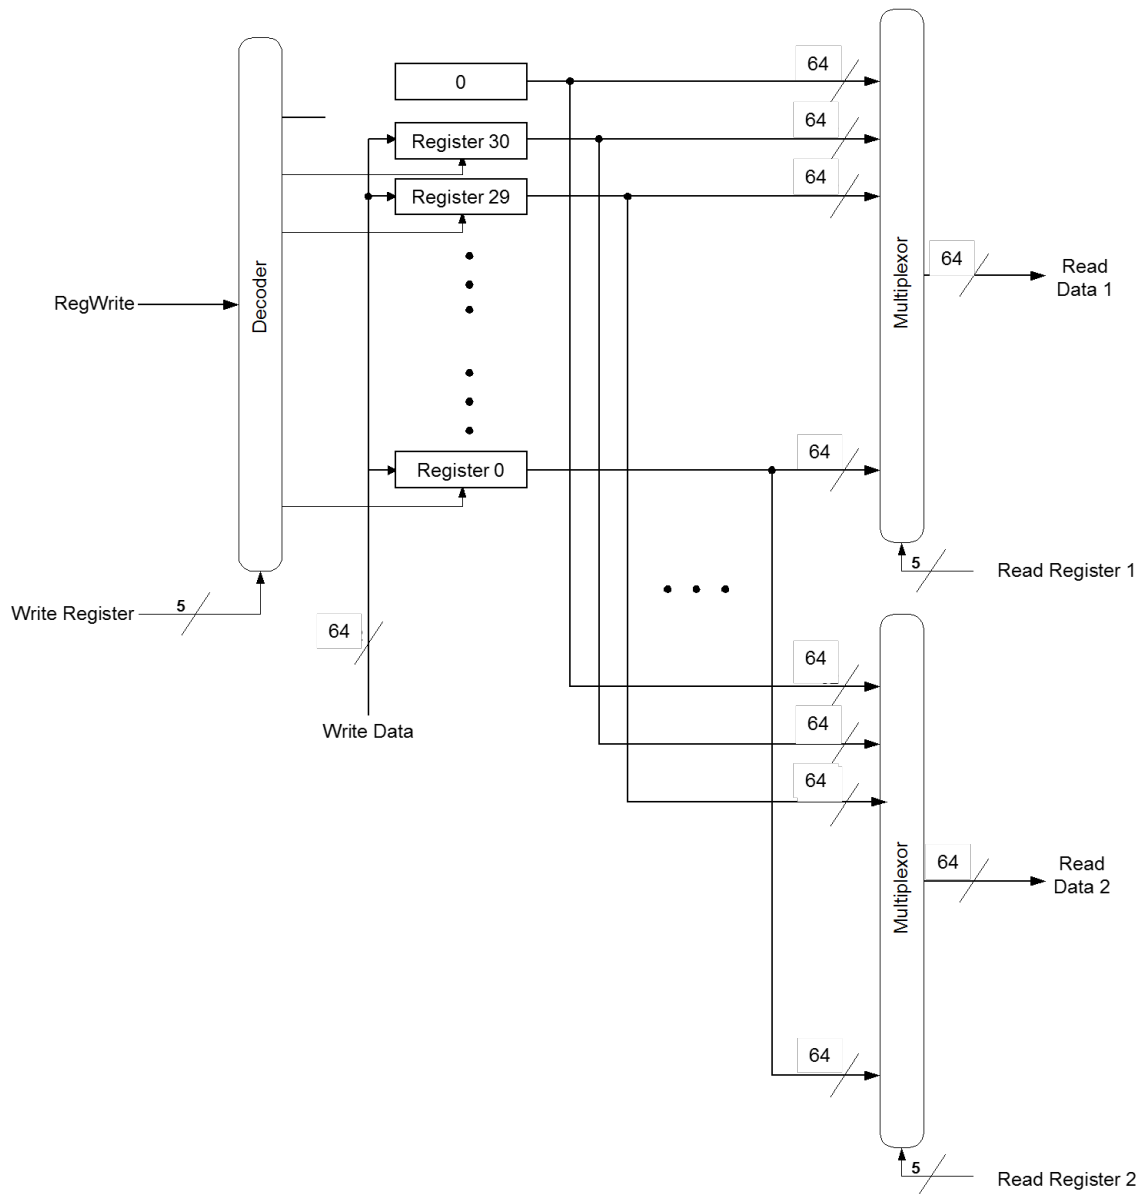 64
0
64
Register 30
64
Register 29
Decoder
Multiplexor
64
Read
Data 1
RegWrite
64
Register 0
5
Read Register 1
5
Write Register
64
64
Write Data
64
64
Multiplexor
64
Read
Data 2
64
5
Read Register 2